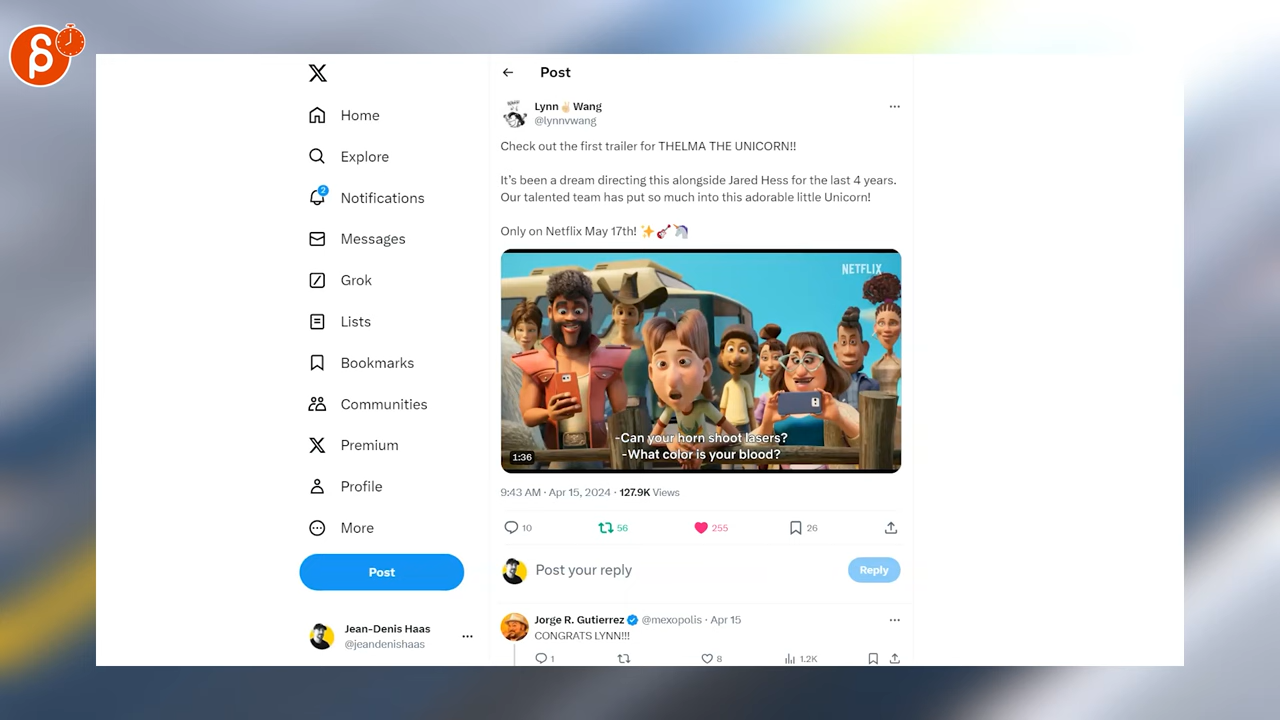 Post
Lynn✌🏻Wang
@lynnvwang
Home
Explore
Notifications
2
Messages
Grok
Lists
Bookmarks
Communities
Premium
Profile
More
Post
Jean-Denis Haas
@jeandenishaas
Check out the first trailer for THELMA THE UNICORN!!
It's been a dream directing this alongside Jared Hess for the last 4 years.
Our talented team has put so much into this adorable little Unicorn!
Only on Netflix May 17th! ✨🎸🦄
NETFLIX
-Can your horn shoot lasers?
-What color is your blood?
1:36
9:43 AM · Apr 15, 2024 · 127.9K Views
10 56 255 26
Post your reply
Reply
Jorge R. Gutierrez @mexopolis · Apr 15
CONGRATS LYNN!!!
1 8 1.2K